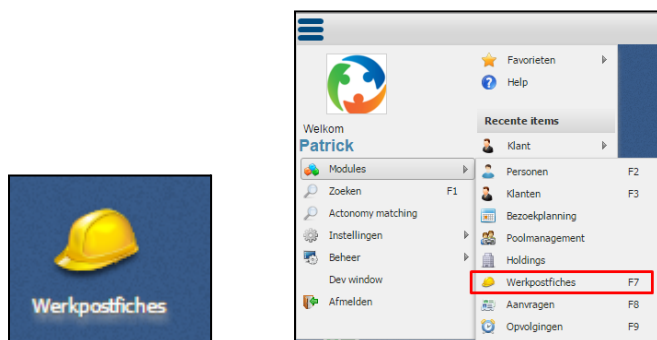 Werkpostfiches
Favorieten
Help
Welkom
Patrick
Recente items
Klant
Modules
Zoeken F1
Actonomy matching
Instellingen
Beheer
Dev window
Afmelden
Personen F2
Klanten F3
Bezoekplanning
Poolmanagement
Holdings
Werkpostfiches F7
Aanvragen F8
Opvolgingen F9